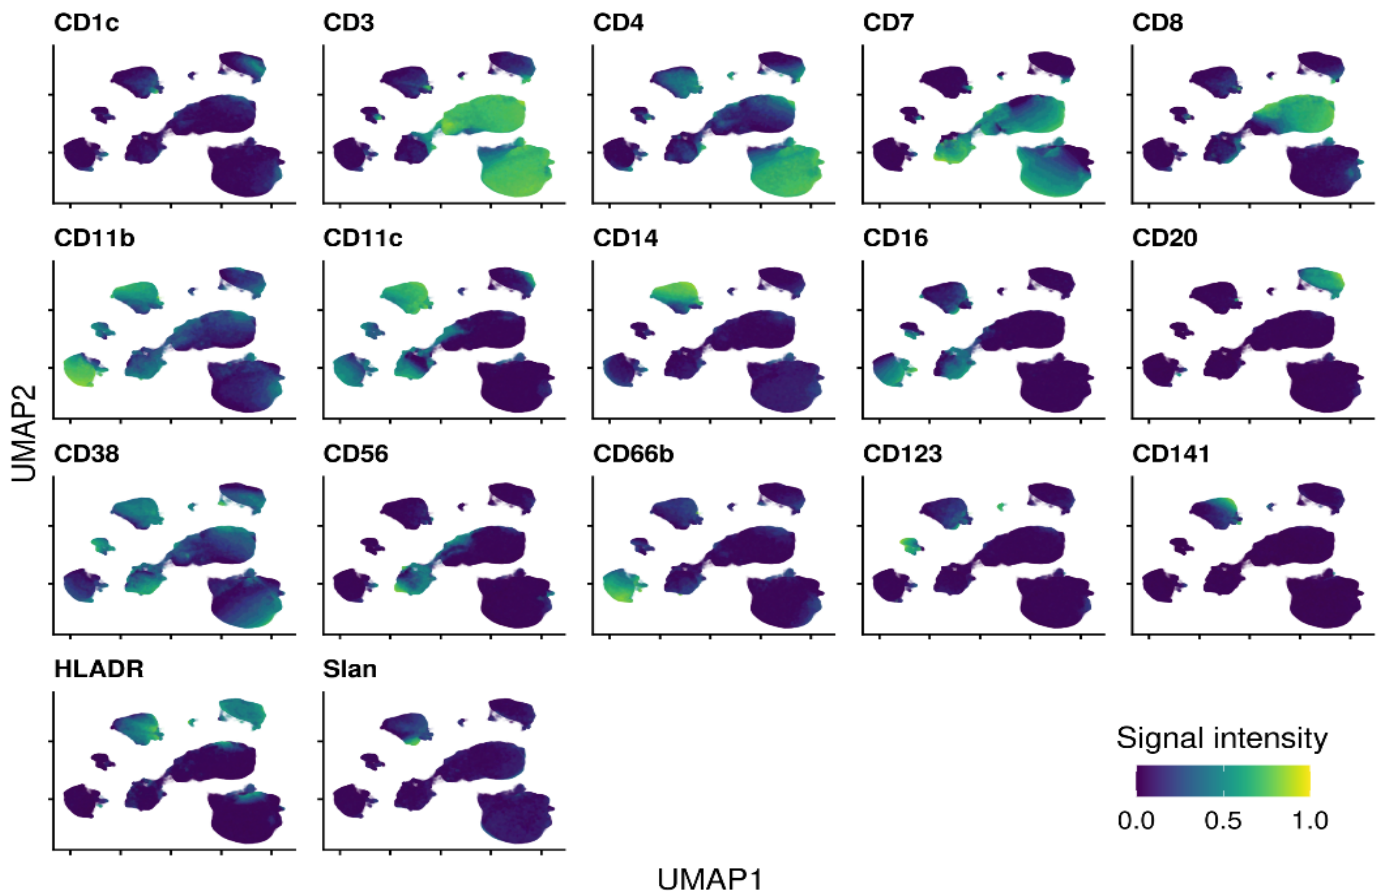 CD1c CD3 CD4 CD7 CD8
CD11b CD11c CD14 CD16 CD20
CD38 CD56 CD66b CD123 CD141
HLADR Slan
UMAP2
Signal intensity
0.0 0.5 1.0
UMAP1